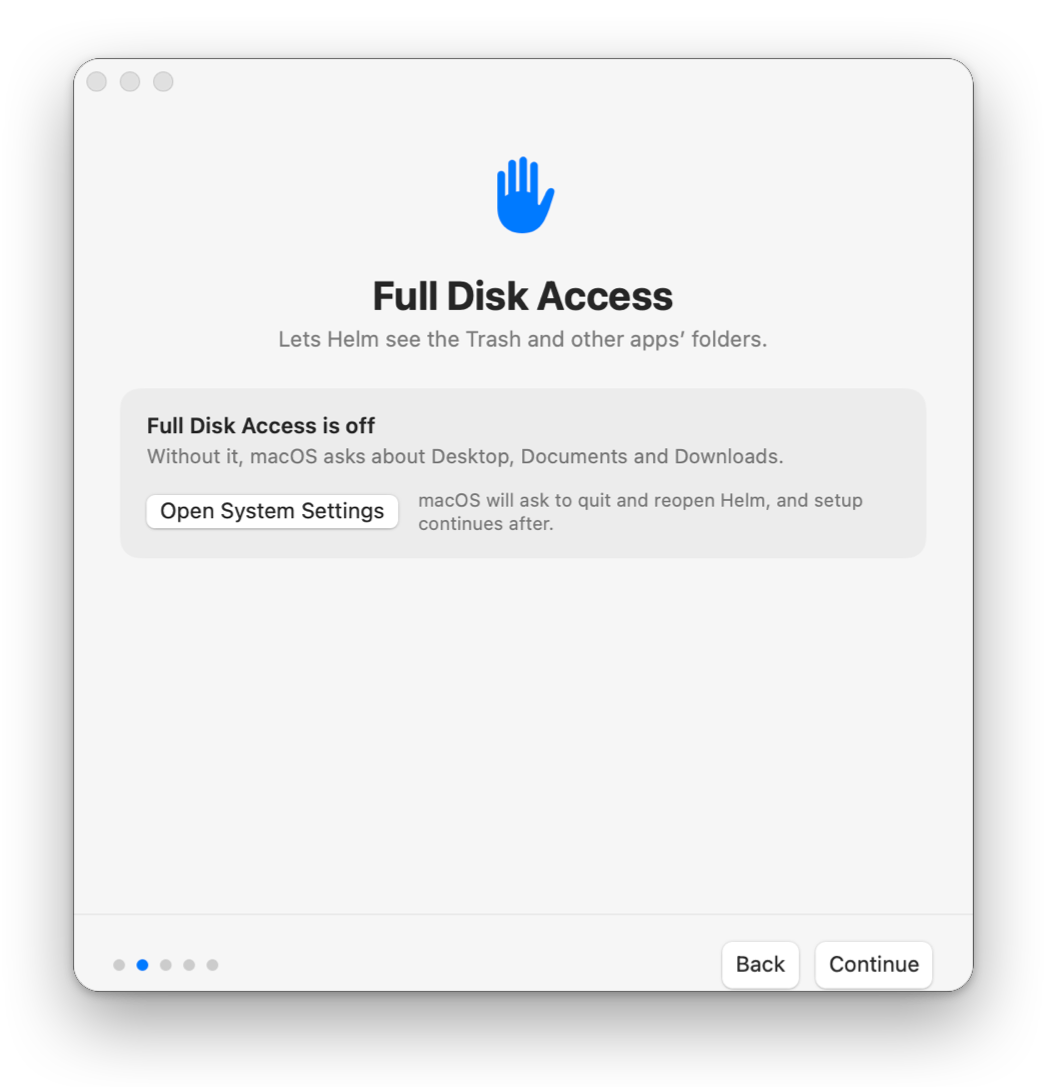 Full Disk Access
Lets Helm see the Trash and other apps’ folders.
Full Disk Access is off
Without it, macOS asks about Desktop, Documents and Downloads.
Open System Settings
macOS will ask to quit and reopen Helm, and setup
continues after.
Back
Continue